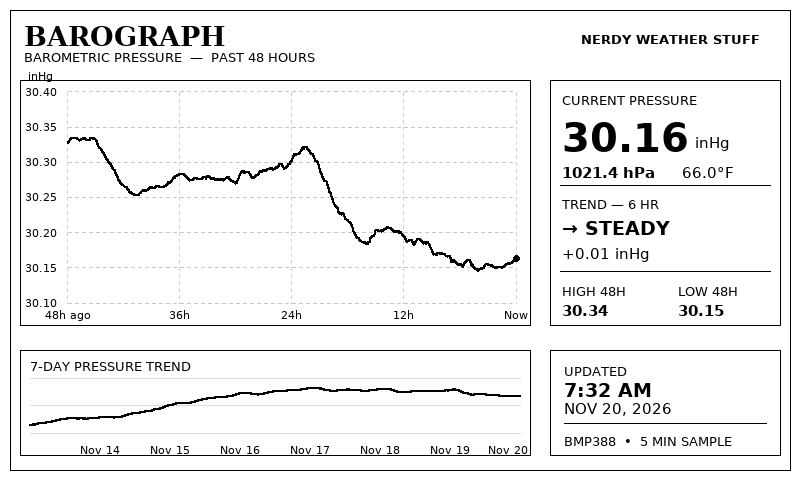 BAROGRAPH
BAROMETRIC PRESSURE — PAST 48 HOURS
NERDY WEATHER STUFF
inHg
30.40
30.35
30.30
30.25
30.20
30.15
30.10
48h ago 36h 24h 12h Now
CURRENT PRESSURE
30.16 inHg
1021.4 hPa 66.0°F
TREND — 6 HR
→ STEADY
+0.01 inHg
HIGH 48H LOW 48H
30.34 30.15
7-DAY PRESSURE TREND
Nov 14 Nov 15 Nov 16 Nov 17 Nov 18 Nov 19 Nov 20
UPDATED
7:32 AM
NOV 20, 2026
BMP388 • 5 MIN SAMPLE